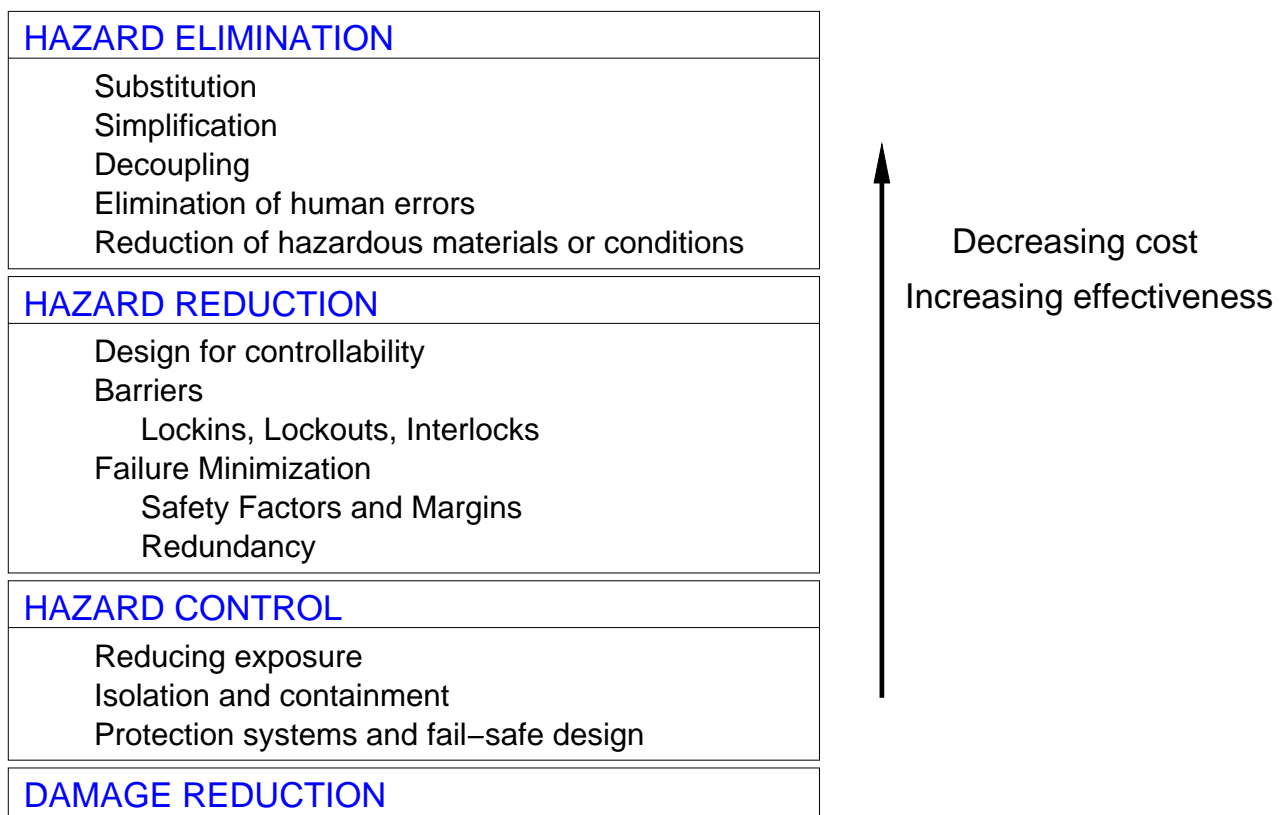 HAZARD ELIMINATION
Substitution
Simplification
Decoupling
Elimination of human errors
Reduction of hazardous materials or conditions
HAZARD REDUCTION
Design for controllability
Barriers
Lockins, Lockouts, Interlocks
Failure Minimization
Safety Factors and Margins
Redundancy
HAZARD CONTROL
Reducing exposure
Isolation and containment
Protection systems and fail−safe design
DAMAGE REDUCTION
Decreasing cost
Increasing effectiveness